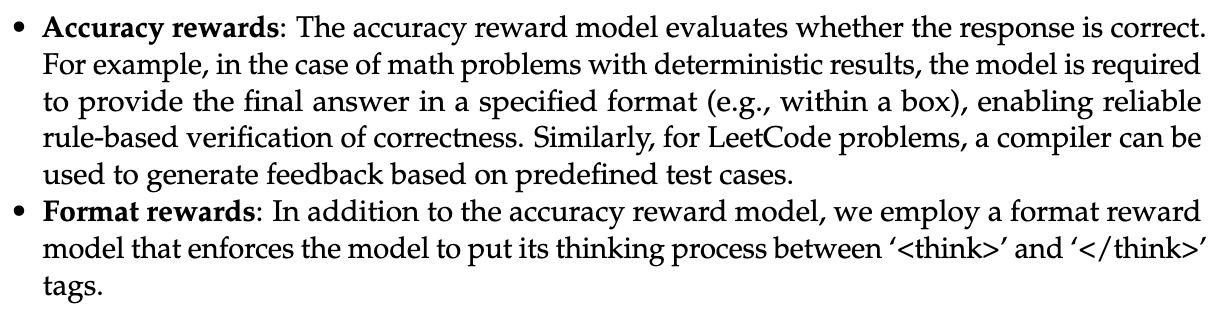 • Accuracy rewards: The accuracy reward model evaluates whether the response is correct.
For example, in the case of math problems with deterministic results, the model is required
to provide the final answer in a specified format (e.g., within a box), enabling reliable
rule-based verification of correctness. Similarly, for LeetCode problems, a compiler can be
used to generate feedback based on predefined test cases.
• Format rewards: In addition to the accuracy reward model, we employ a format reward
model that enforces the model to put its thinking process between ‘<think>’ and ‘</think>’
tags.